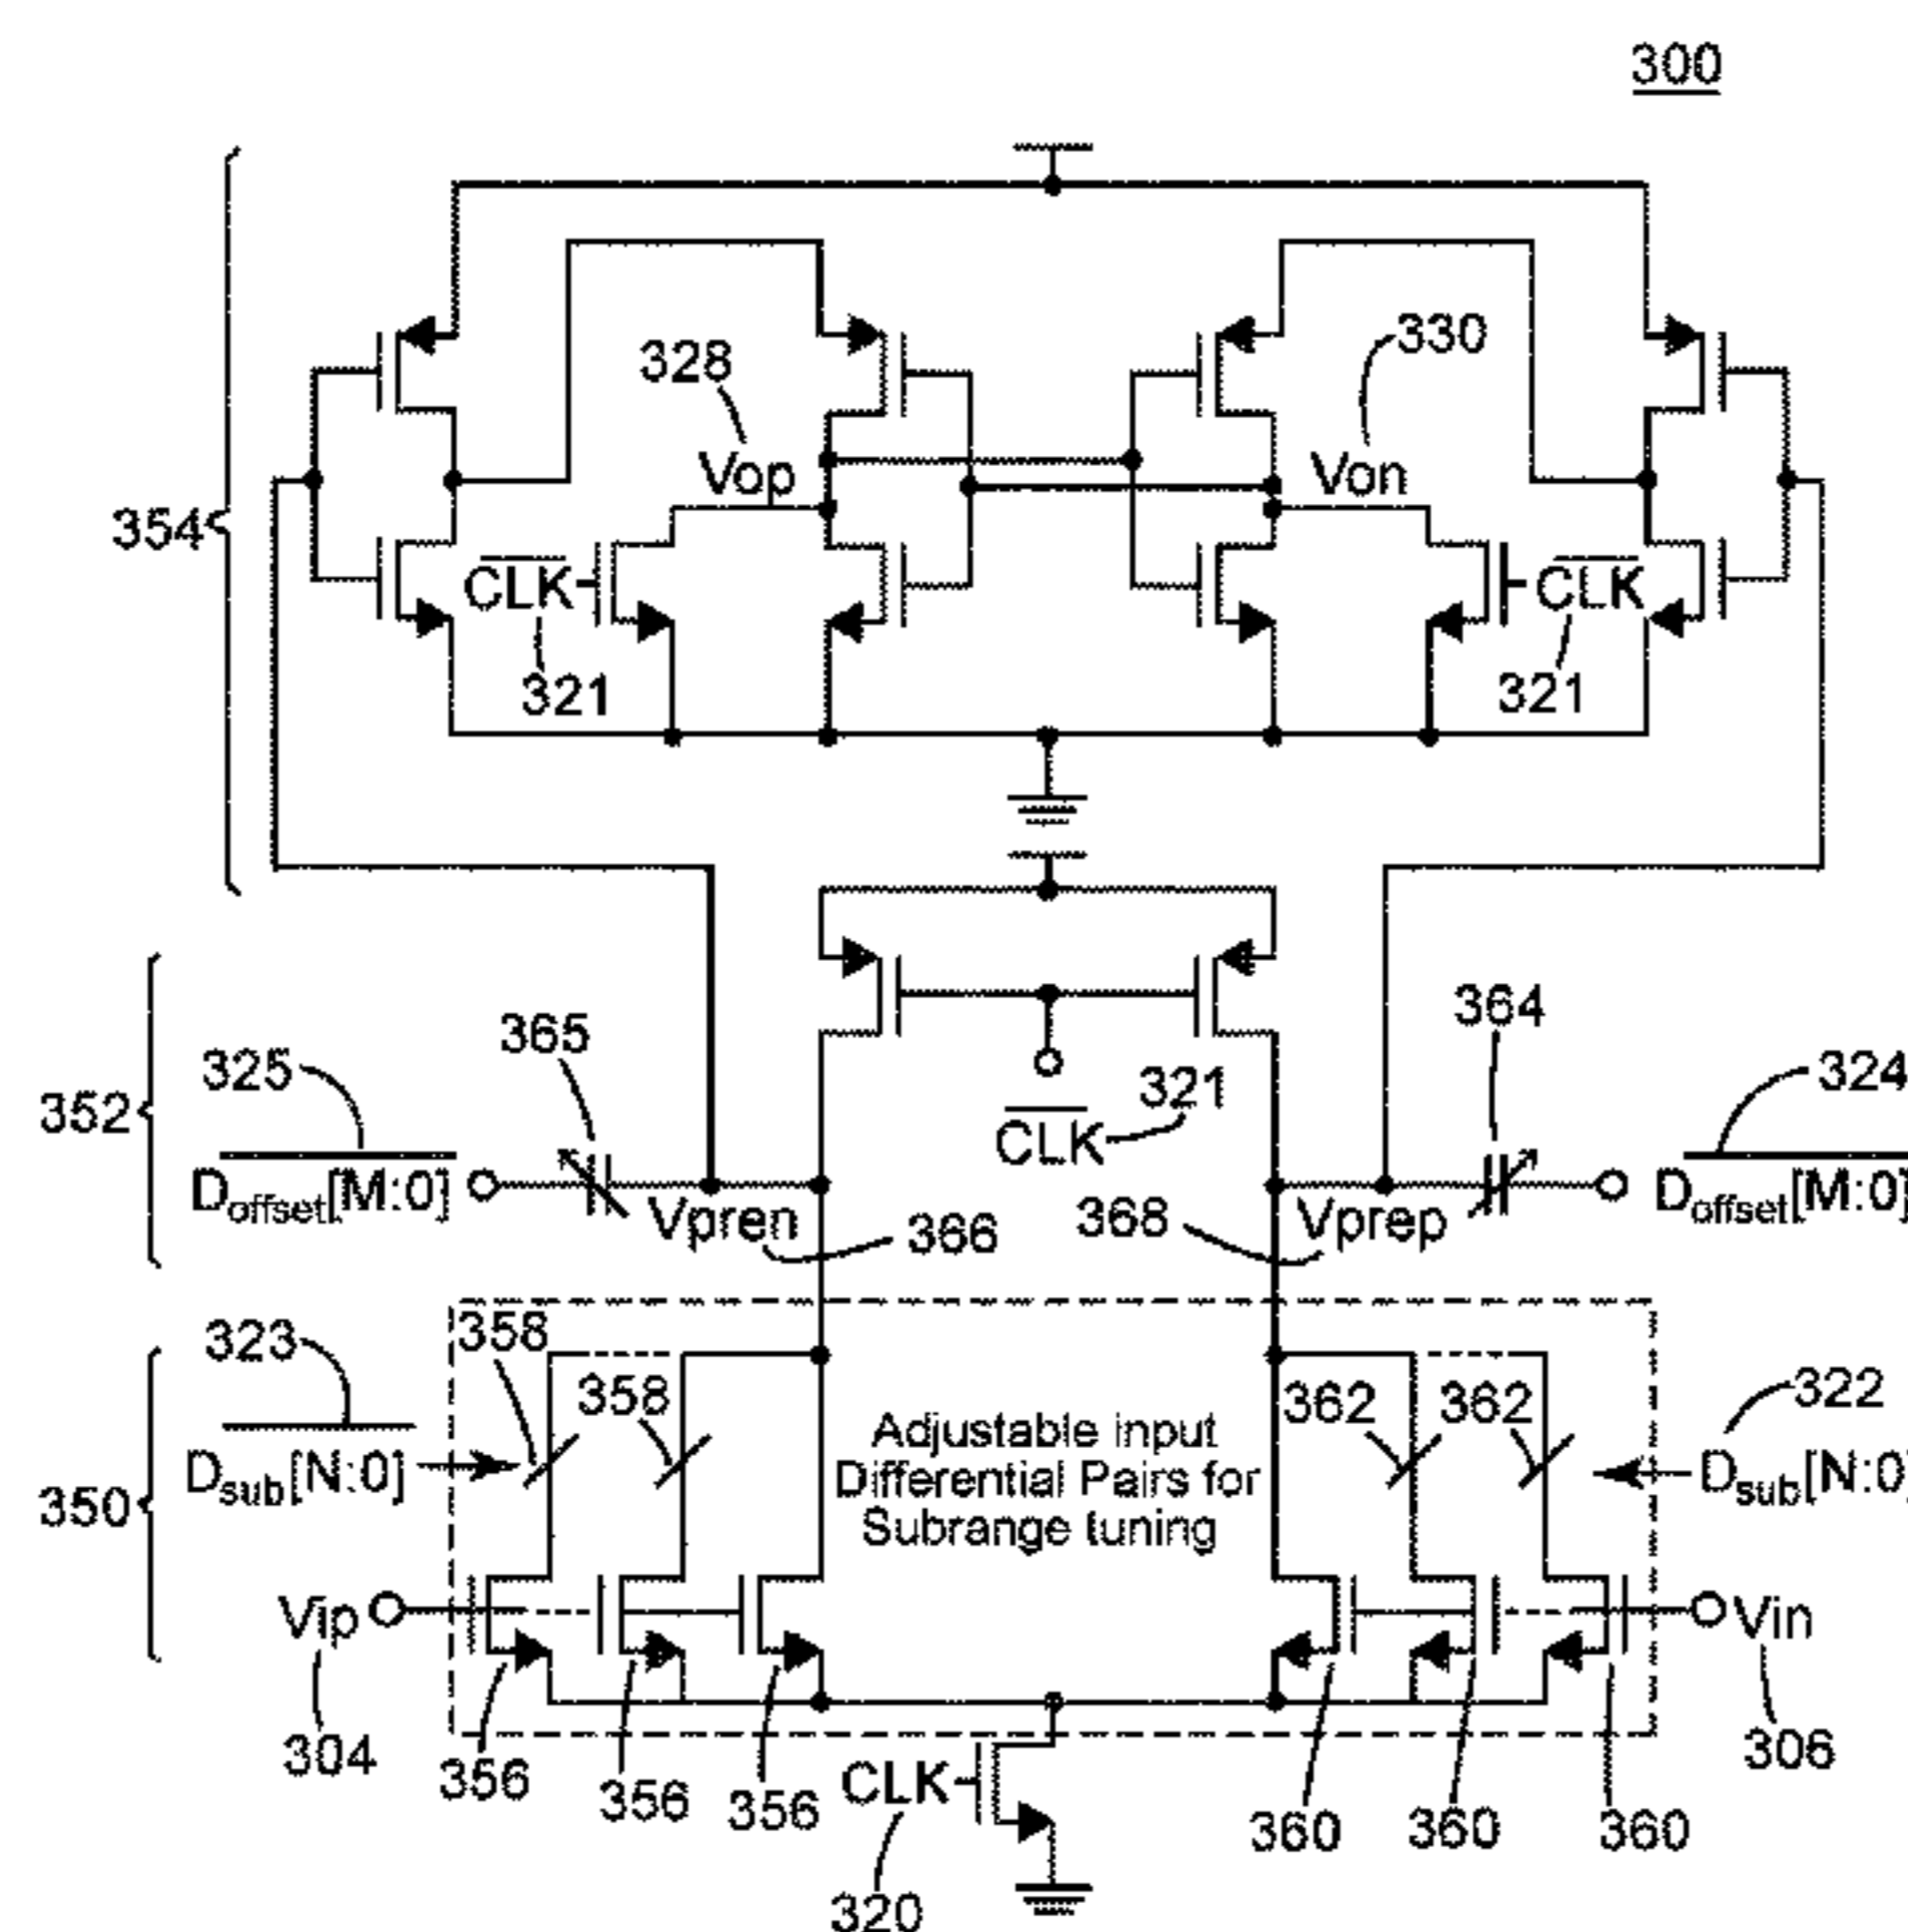 300
328
330
Vop
Von
354
CLK
CLK
321
321
365
364
325
324
321
352
CLK
Doffset[M:0]
Vpren
366
368
Vprep
Doffset[M:0]
323
358
358
362
362
322
Dsub[N:0]
Adjustable input
Differential Pairs for
Subrange tuning
Dsub[N:0]
350
Vip
Vin
304
356
356
356
CLK
360
360
360
306
320